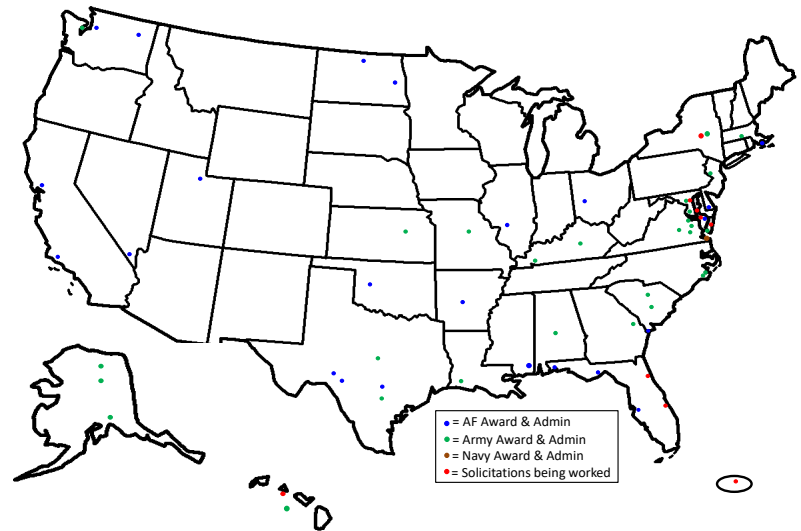 = AF Award & Admin
= Army Award & Admin
= Navy Award & Admin
= Solicitations being worked